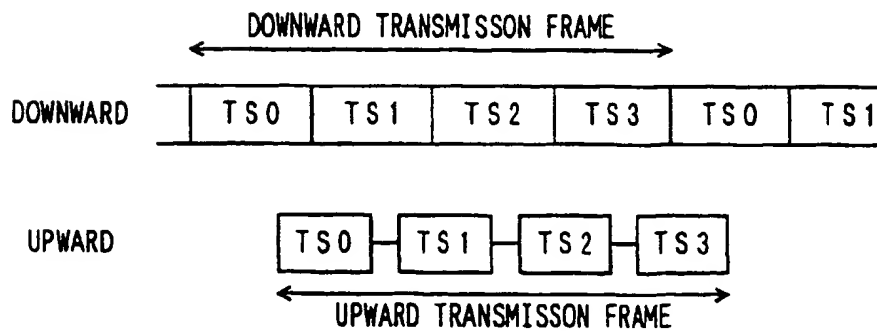 DOWNWARD TRANSMISSON FRAME
DOWNWARD TS0 TS1 TS2 TS3 TS0 TS1
UPWARD TS0 TS1 TS2 TS3
UPWARD TRANSMISSON FRAME